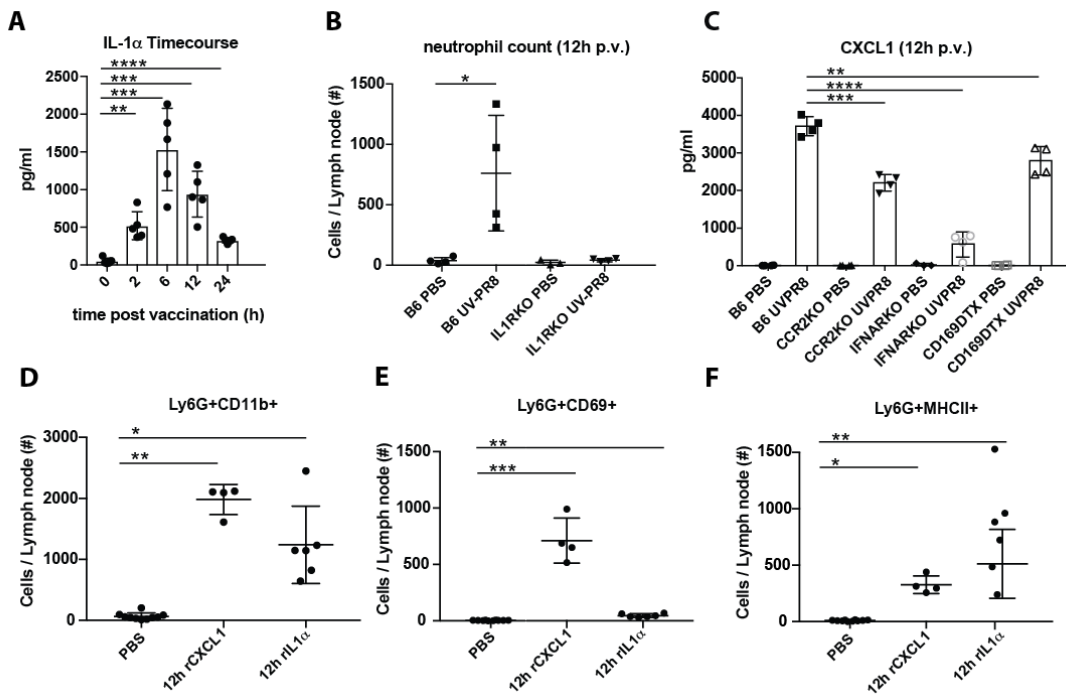 A
IL-1α Timecourse
pg/ml
2500
2000
1500
1000
500
0
****
***
***
**
0
2
6
12
24
time post vaccination (h)
B
neutrophil count (12h p.v.)
Cells / Lymph node (#)
1500
1000
500
0
*
B6 PBS
B6 UV-PR8
IL1RKO PBS
IL1RKO UV-PR8
C
CXCL1 (12h p.v.)
pg/ml
5000
4000
3000
2000
1000
0
**
****
***
B6 PBS
B6 UVPR8
CCR2KO PBS
CCR2KO UVPR8
IFNARKO PBS
IFNARKO UVPR8
CD169DTX PBS
CD169DTX UVPR8
D
Ly6G+CD11b+
Cells / Lymph node (#)
3000
2000
1000
0
*
**
PBS
12h rCXCL1
12h rIL1α
E
Ly6G+CD69+
Cells / Lymph node (#)
1500
1000
500
0
**
***
PBS
12h rCXCL1
12h rIL1α
F
Ly6G+MHCII+
Cells / Lymph node (#)
1500
1000
500
0
**
*
PBS
12h rCXCL1
12h rIL1α